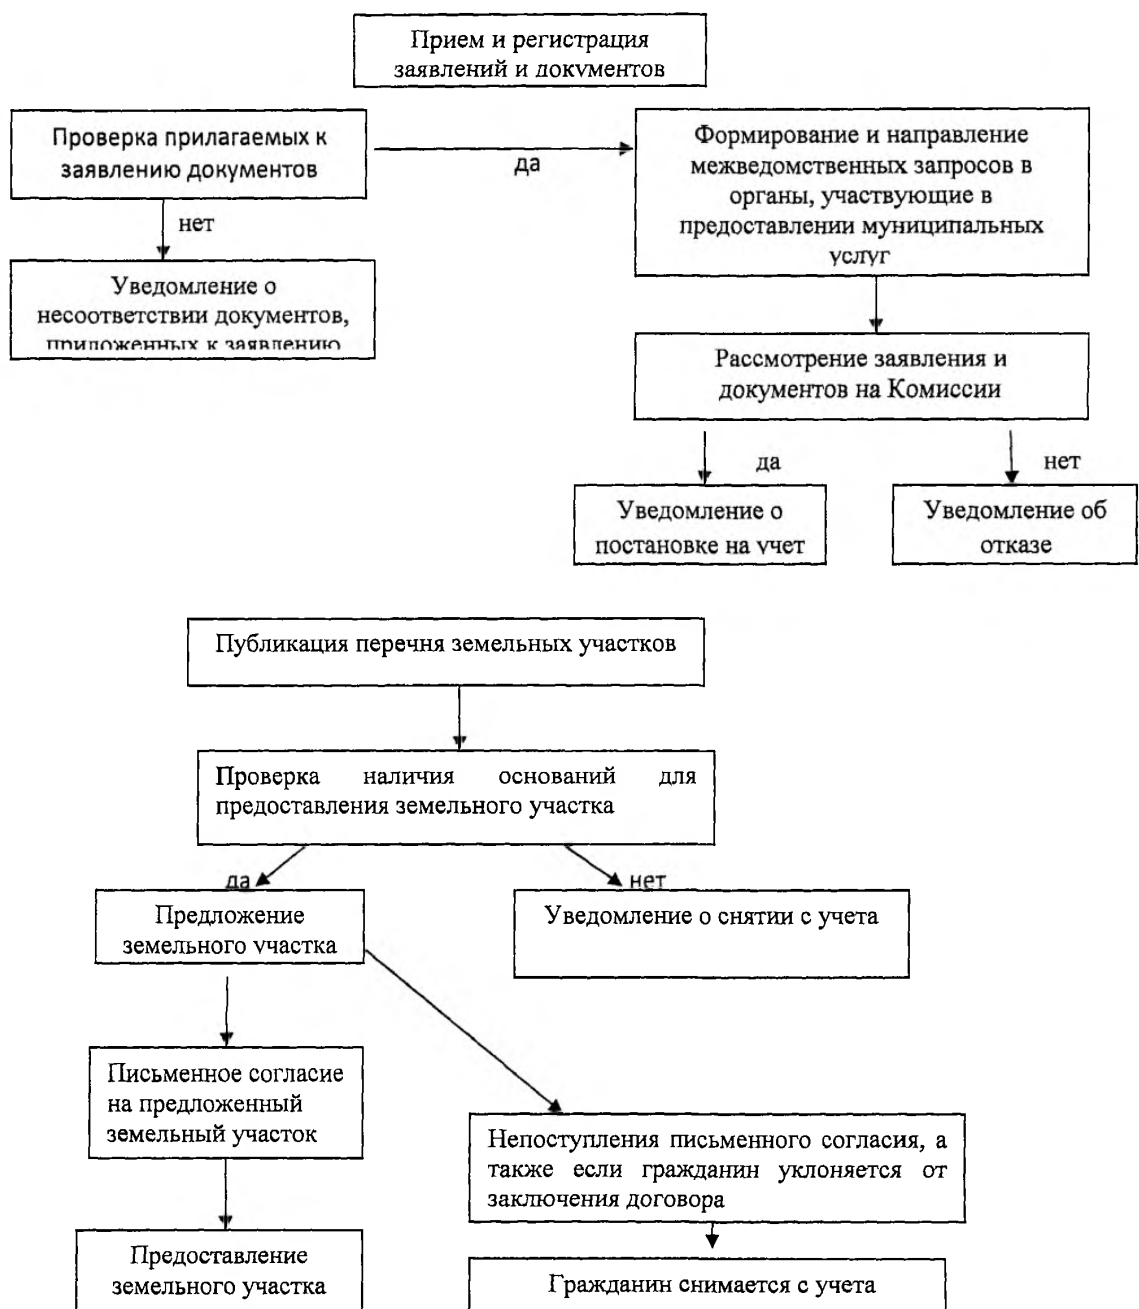 Прием и регистрация
заявлений и документов
Проверка прилагаемых к
заявлению документов
да
Формирование и направление
межведомственных запросов в
органы, участвующие в
предоставлении муниципальных
услуг
нет
Уведомление о
несоответствии документов,
приложенных к заявлению
Рассмотрение заявления и
документов на Комиссии
да
нет
Уведомление о
постановке на учет
Уведомление об
отказе
Публикация перечня земельных участков
Проверка наличия оснований для
предоставления земельного участка
да
нет
Предложение
земельного участка
Уведомление о снятии с учета
Письменное согласие
на предложенный
земельный участок
Непоступления письменного согласия, а
также если гражданин уклоняется от
заключения договора
Предоставление
земельного участка
Гражданин снимается с учета